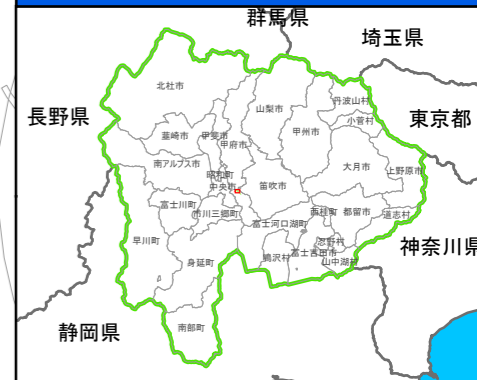 群馬県
埼玉県
長野県
東京都
神奈川県
静岡県
北杜市
山梨市
丹波山村
小菅村
韮崎市
甲斐市
甲府市
甲州市
南アルプス市
昭和町
中央市
笛吹市
大月市
上野原市
富士川町
市川三郷町
富士河口湖町
西桂町
都留市
道志村
早川町
身延町
鳴沢村
富士吉田市
忍野村
山中湖村
南部町